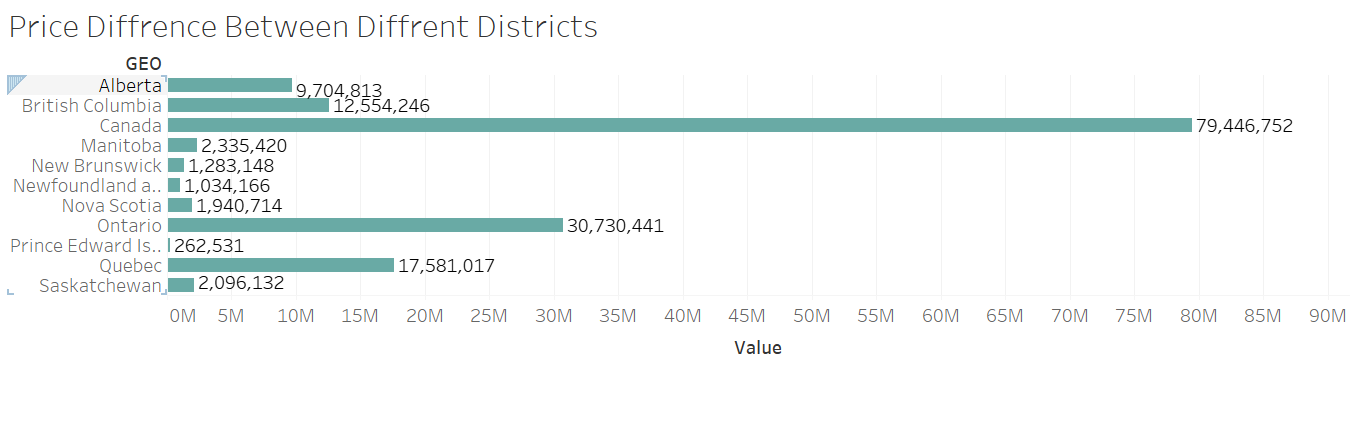 Price Diffrence Between Diffrent Districts
GEO
Alberta 9,704,813
British Columbia 12,554,246
Canada 79,446,752
Manitoba 2,335,420
New Brunswick 1,283,148
Newfoundland a.. 1,034,166
Nova Scotia 1,940,714
Ontario 30,730,441
Prince Edward Is.. 262,531
Quebec 17,581,017
Saskatchewan 2,096,132
0M 5M 10M 15M 20M 25M 30M 35M 40M 45M 50M 55M 60M 65M 70M 75M 80M 85M 90M
Value